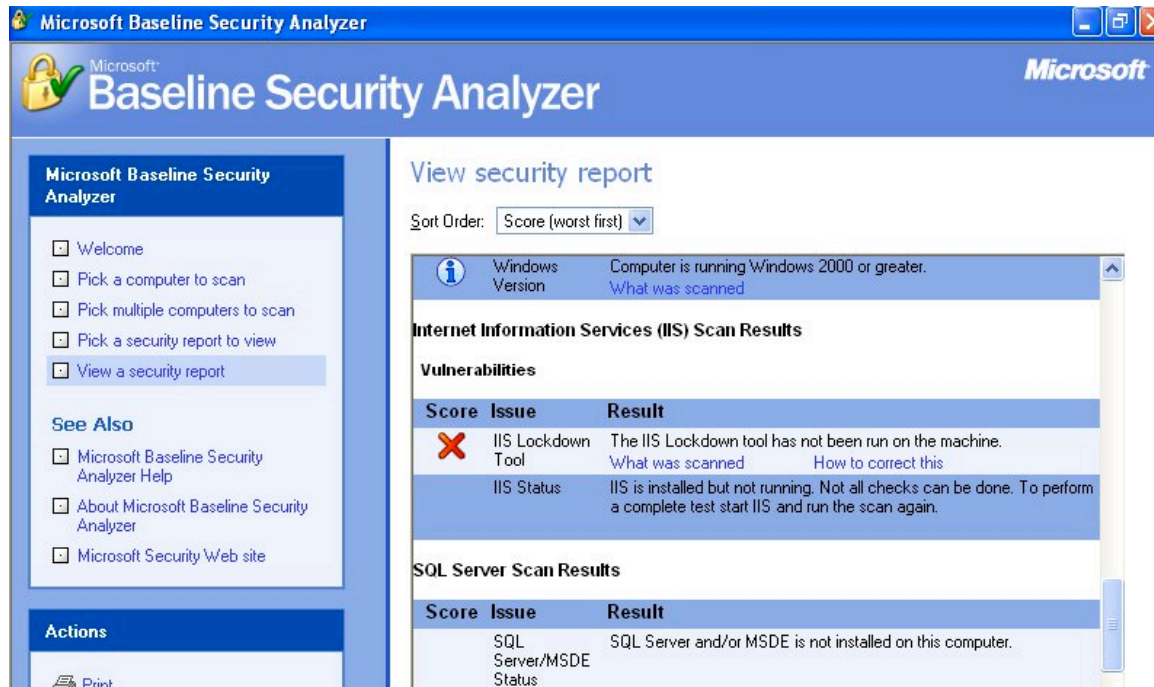 Microsoft Baseline Security Analyzer
Microsoft
Baseline Security Analyzer
Microsoft
Microsoft Baseline Security
Analyzer
Welcome
Pick a computer to scan
Pick multiple computers to scan
Pick a security report to view
View a security report
See Also
Microsoft Baseline Security
Analyzer Help
About Microsoft Baseline Security
Analyzer
Microsoft Security Web site
Actions
Print
View security report
Sort Order: Score (worst first)
Windows Version Computer is running Windows 2000 or greater.
What was scanned
Internet Information Services (IIS) Scan Results
Vulnerabilities
Score Issue Result
IIS Lockdown Tool The IIS Lockdown tool has not been run on the machine.
What was scanned How to correct this
IIS Status IIS is installed but not running. Not all checks can be done. To perform
a complete test start IIS and run the scan again.
SQL Server Scan Results
Score Issue Result
SQL Server/MSDE Status SQL Server and/or MSDE is not installed on this computer.